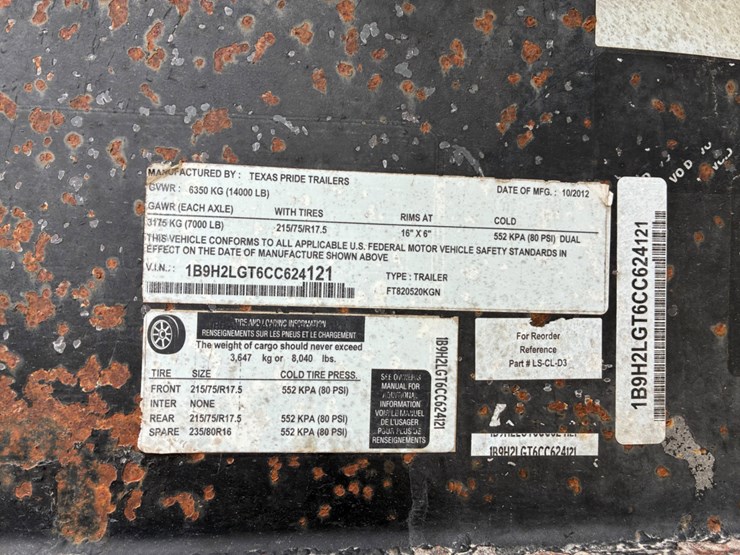 MANUFACTURED BY : TEXAS PRIDE TRAILERS
GVWR : 6350 KG (14000 LB) DATE OF MFG. : 10/2012
GAWR (EACH AXLE) WITH TIRES RIMS AT COLD
3175 KG (7000 LB) 215/75/R17.5 16" X 6" 552 KPA (80 PSI) DUAL
THIS VEHICLE CONFORMS TO ALL APPLICABLE U.S. FEDERAL MOTOR VEHICLE SAFETY STANDARDS IN
EFFECT ON THE DATE OF MANUFACTURE SHOWN ABOVE
V.I.N. : 1B9H2LGT6CC624121 TYPE : TRAILER
FT820520KGN
TIRE AND LOADING INFORMATION
RENSEIGNEMENTS SUR LES PNEUS ET LE CHARGEMENT
The weight of cargo should never exceed
3,647 kg or 8,040 lbs.
TIRE SIZE COLD TIRE PRESS.
FRONT 215/75/R17.5 552 KPA (80 PSI)
INTER NONE
REAR 215/75/R17.5 552 KPA (80 PSI)
SPARE 235/80R16 552 KPA (80 PSI)
SEE OWNERS
MANUAL FOR
ADDITIONAL
INFORMATION
VOIR LE MANUEL
DE L'USAGER
POUR PLUS DE
RENSEIGNEMENTS
1B9H2LGT6CC624121
For Reorder
Reference
Part # LS-CL-D3
1B9H2LGT6CC624121
1B9H2LGT6CC624121
VOID